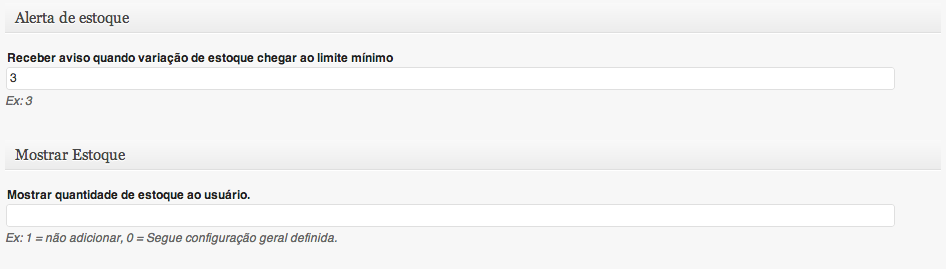 Alerta de estoque
Receber aviso quando variação de estoque chegar ao limite mínimo
3
Ex: 3
Mostrar Estoque
Mostrar quantidade de estoque ao usuário.
Ex: 1 = não adicionar, 0 = Segue configuração geral definida.